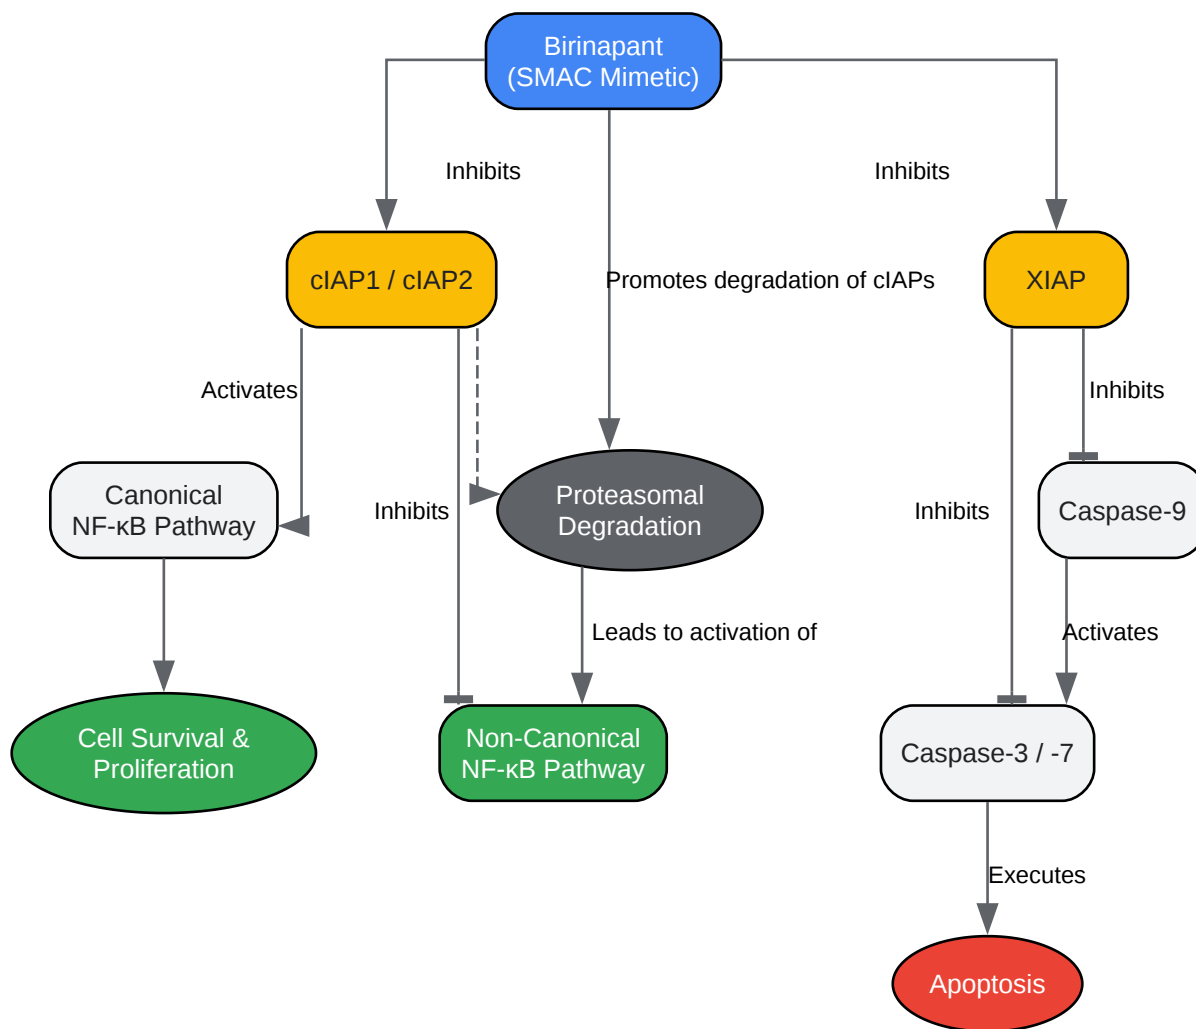 Birinapant
(SMAC Mimetic)
Inhibits
Inhibits
cIAP1 / cIAP2
Promotes degradation of cIAPs
XIAP
Activates
Inhibits
Canonical
NF-κB Pathway
Inhibits
Proteasomal
Degradation
Inhibits
Caspase-9
Leads to activation of
Activates
Cell Survival &
Proliferation
Non-Canonical
NF-κB Pathway
Caspase-3 / -7
Executes
Apoptosis